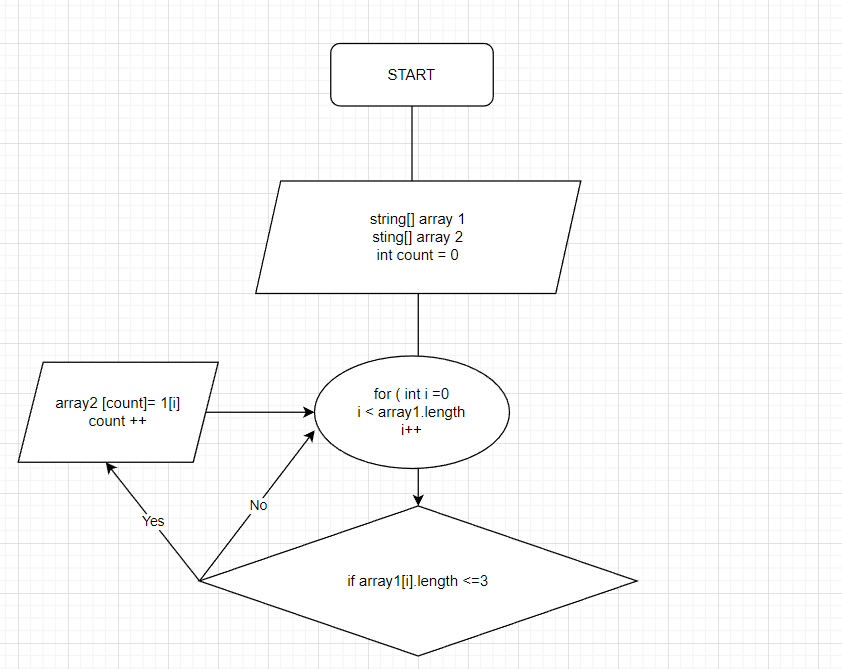 START
string[] array 1
sting[] array 2
int count = 0
for ( int i =0
i < array1.length
i++
array2 [count]= 1[i]
count ++
No
Yes
if array1[i].length <=3